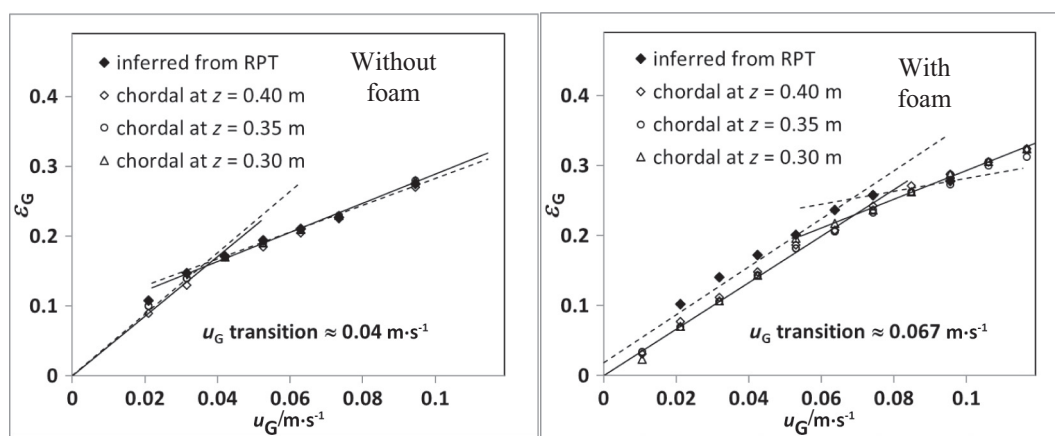 0.4
0.3
0.2
0.1
0
εG
0 0.02 0.04 0.06 0.08 0.1
uG/m·s-1
◆ inferred from RPT
◇ chordal at z = 0.40 m
○ chordal at z = 0.35 m
△ chordal at z = 0.30 m
Without
foam
uG transition ≈ 0.04 m·s-1
0.4
0.3
0.2
0.1
0
εG
0 0.02 0.04 0.06 0.08 0.1
uG/m·s-1
◆ inferred from RPT
◇ chordal at z = 0.40 m
○ chordal at z = 0.35 m
△ chordal at z = 0.30 m
With
foam
uG transition ≈ 0.067 m·s-1